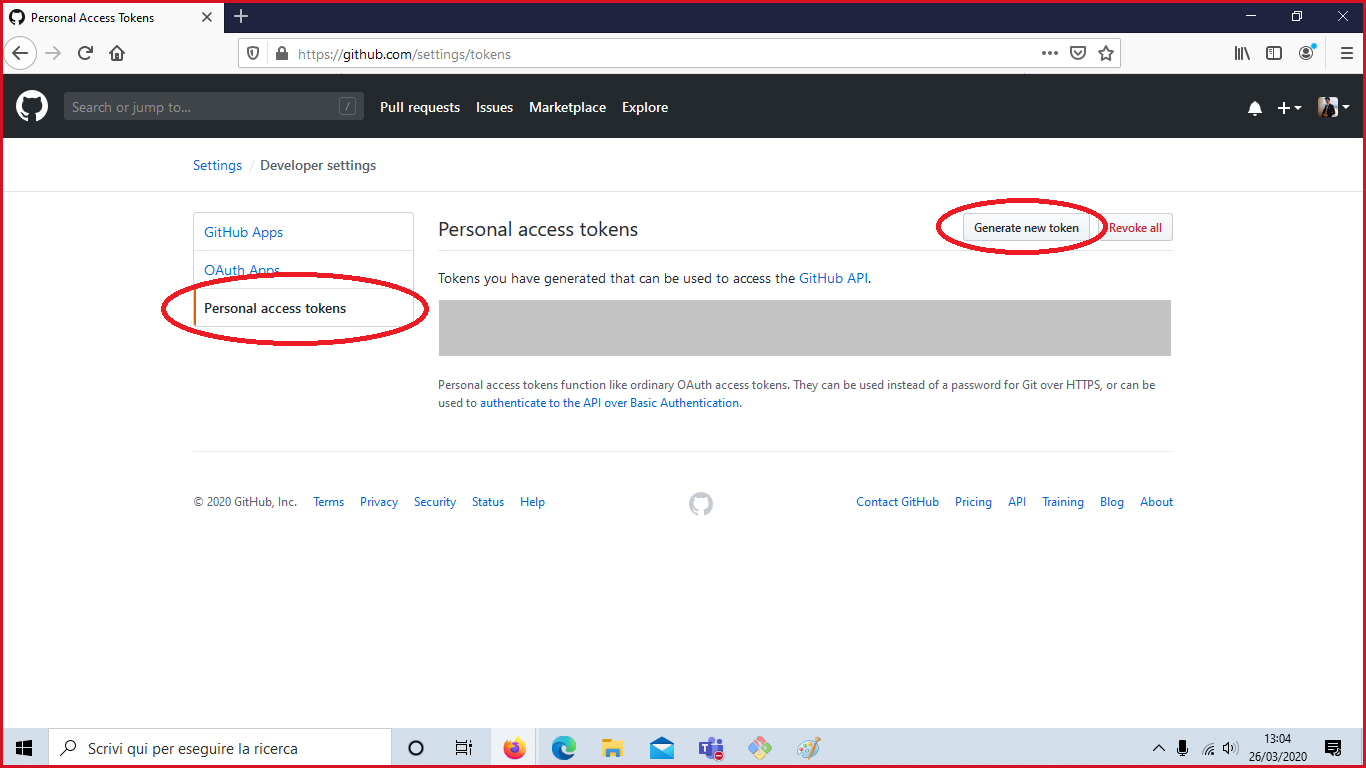 Personal Access Tokens
https://github.com/settings/tokens
Search or jump to... /
Pull requests Issues Marketplace Explore
Settings / Developer settings
GitHub Apps
OAuth Apps
Personal access tokens
Personal access tokens
Generate new token
Revoke all
Tokens you have generated that can be used to access the GitHub API.
Personal access tokens function like ordinary OAuth access tokens. They can be used instead of a password for Git over HTTPS, or can be
used to authenticate to the API over Basic Authentication.
© 2020 GitHub, Inc. Terms Privacy Security Status Help
Contact GitHub Pricing API Training Blog About
Scrivi qui per eseguire la ricerca
13:04
26/03/2020